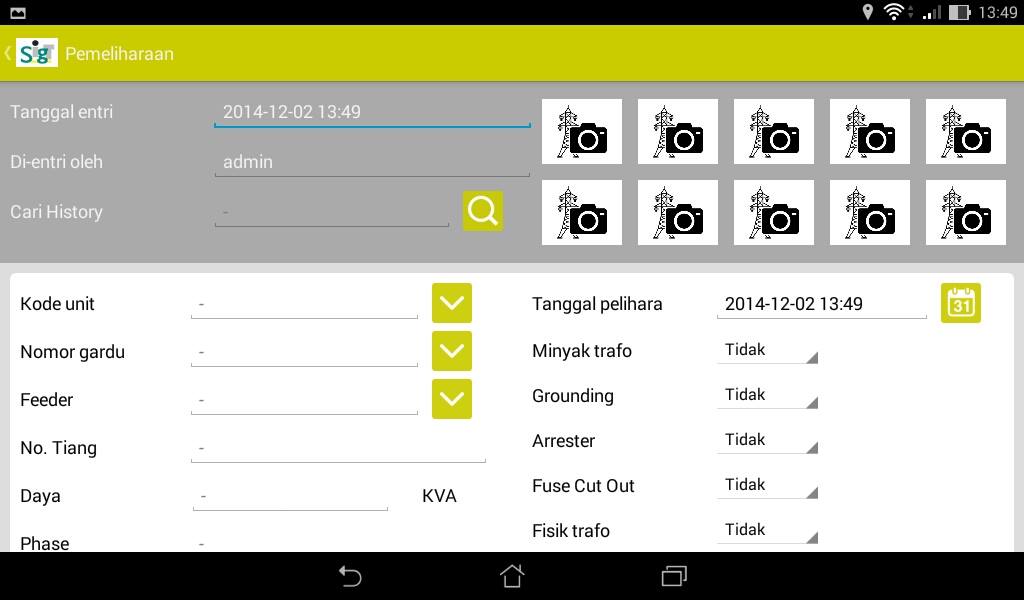 13:49
SigT Pemeliharaan
Tanggal entri 2014-12-02 13:49
Di-entri oleh admin
Cari History -
Kode unit -
Nomor gardu -
Feeder -
No. Tiang -
Daya - KVA
Phase -
Tanggal pelihara 2014-12-02 13:49
31
Minyak trafo Tidak
Grounding Tidak
Arrester Tidak
Fuse Cut Out Tidak
Fisik trafo Tidak